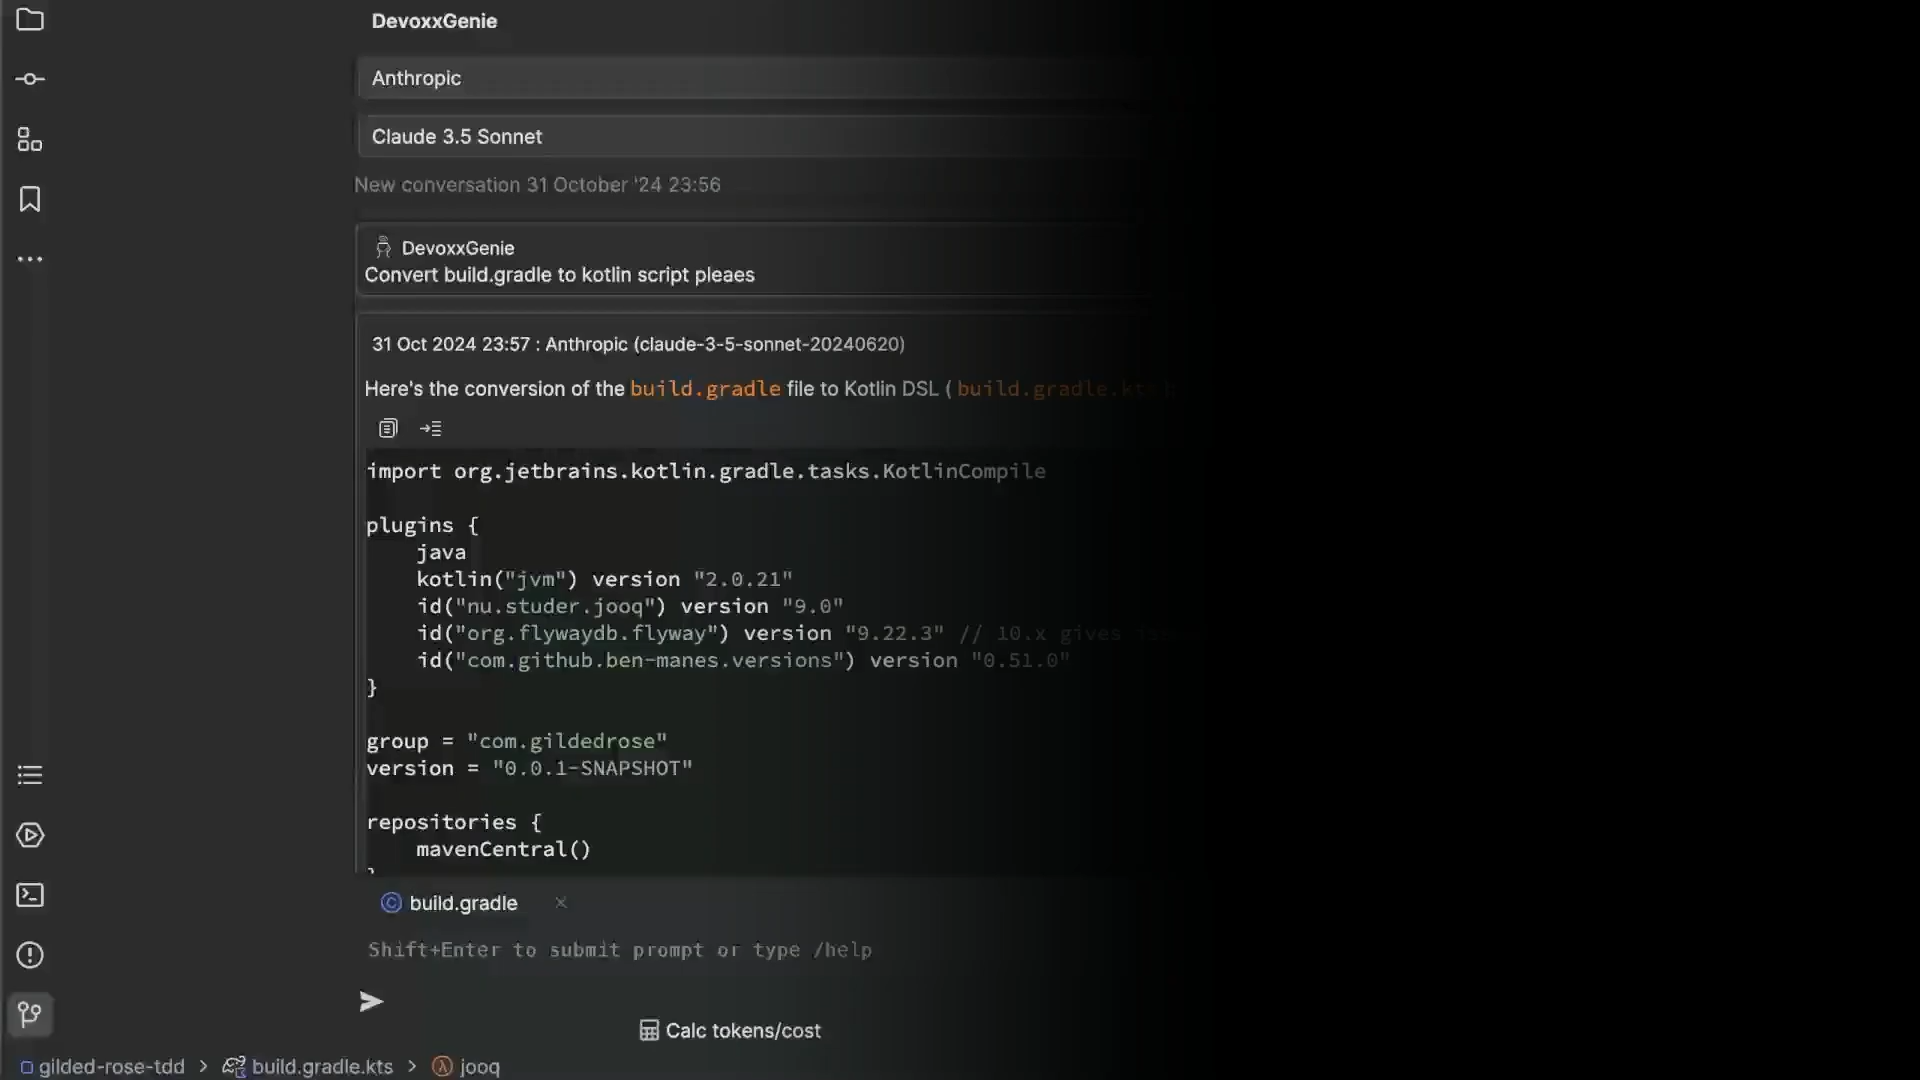 DevoxxGenie
Anthropic
Claude 3.5 Sonnet
New conversation 31 October '24 23:56
DevoxxGenie
Convert build.gradle to kotlin script pleaes
31 Oct 2024 23:57 : Anthropic (claude-3-5-sonnet-20240620)
Here's the conversion of the build.gradle file to Kotlin DSL ( build.gradle.kts
import org.jetbrains.kotlin.gradle.tasks.KotlinCompile
plugins {
java
kotlin("jvm") version "2.0.21"
id("nu.studer.jooq") version "9.0"
id("org.flywaydb.flyway") version "9.22.3" // 10.x gives
id("com.github.ben-manes.versions") version "0.51.0"
}
group = "com.gildedrose"
version = "0.0.1-SNAPSHOT"
repositories {
mavenCentral()
build.gradle
Shift+Enter to submit prompt or type /help
Calc tokens/cost
gilded-rose-tdd > build.gradle.kts > jooq